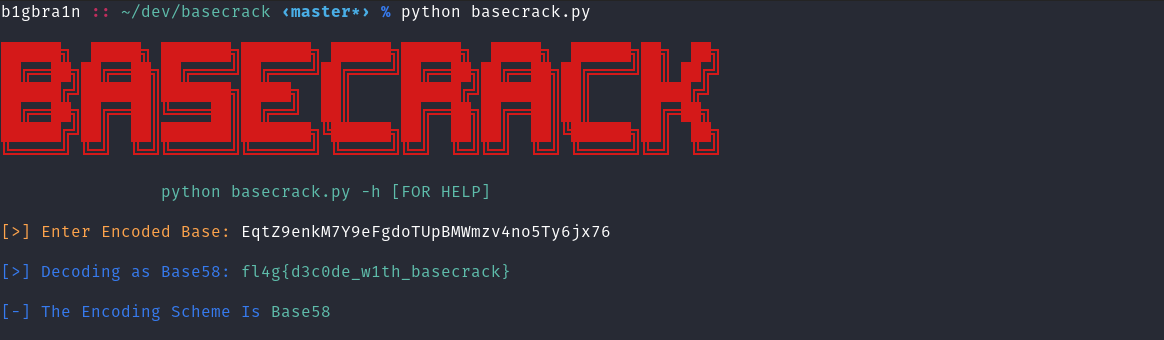 b1gbra1n :: ~/dev/basecrack ‹master*› % python basecrack.py
BASECRACK
python basecrack.py -h [FOR HELP]
[>] Enter Encoded Base: EqtZ9enkM7Y9eFgdoTUpBMWmzv4no5Ty6jx76
[>] Decoding as Base58: fl4g{d3c0de_w1th_basecrack}
[-] The Encoding Scheme Is Base58